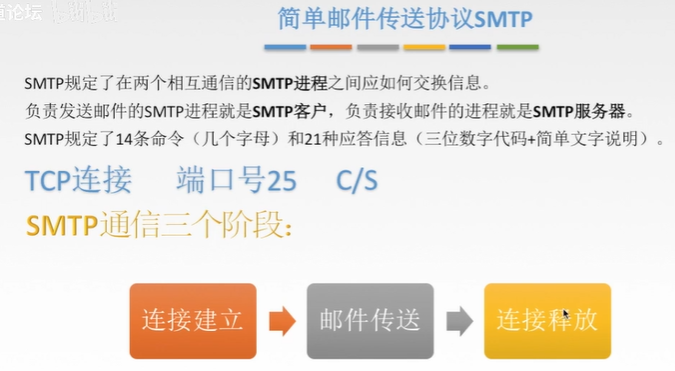 道论坛
简单邮件传送协议SMTP
SMTP规定了在两个相互通信的SMTP进程之间应如何交换信息。
负责发送邮件的SMTP进程就是SMTP客户，负责接收邮件的进程就是SMTP服务器。
SMTP规定了14条命令（几个字母）和21种应答信息（三位数字代码+简单文字说明）。
TCP连接 端口号25 C/S
SMTP通信三个阶段：
连接建立 邮件传送 连接释放